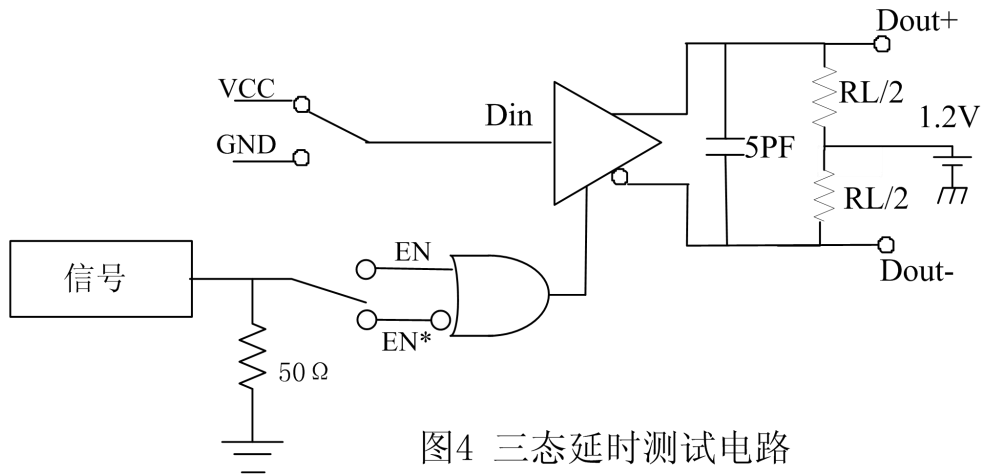 Dout+
VCC
RL/2
1.2V
Din
GND
5PF
RL/2
EN
信号
Dout-
EN*
50Ω
图4 三态延时测试电路